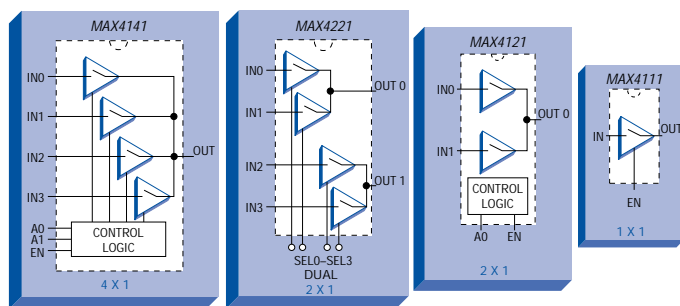 MAX4141
IN0
IN1
IN2
OUT
IN3
A0
A1
EN
CONTROL
LOGIC
4 X 1
MAX4221
IN0
OUT 0
IN1
IN2
OUT 1
IN3
SEL0–SEL3
DUAL
2 X 1
MAX4121
IN0
OUT 0
IN1
CONTROL
LOGIC
A0
EN
2 X 1
MAX4111
IN
OUT
EN
1 X 1